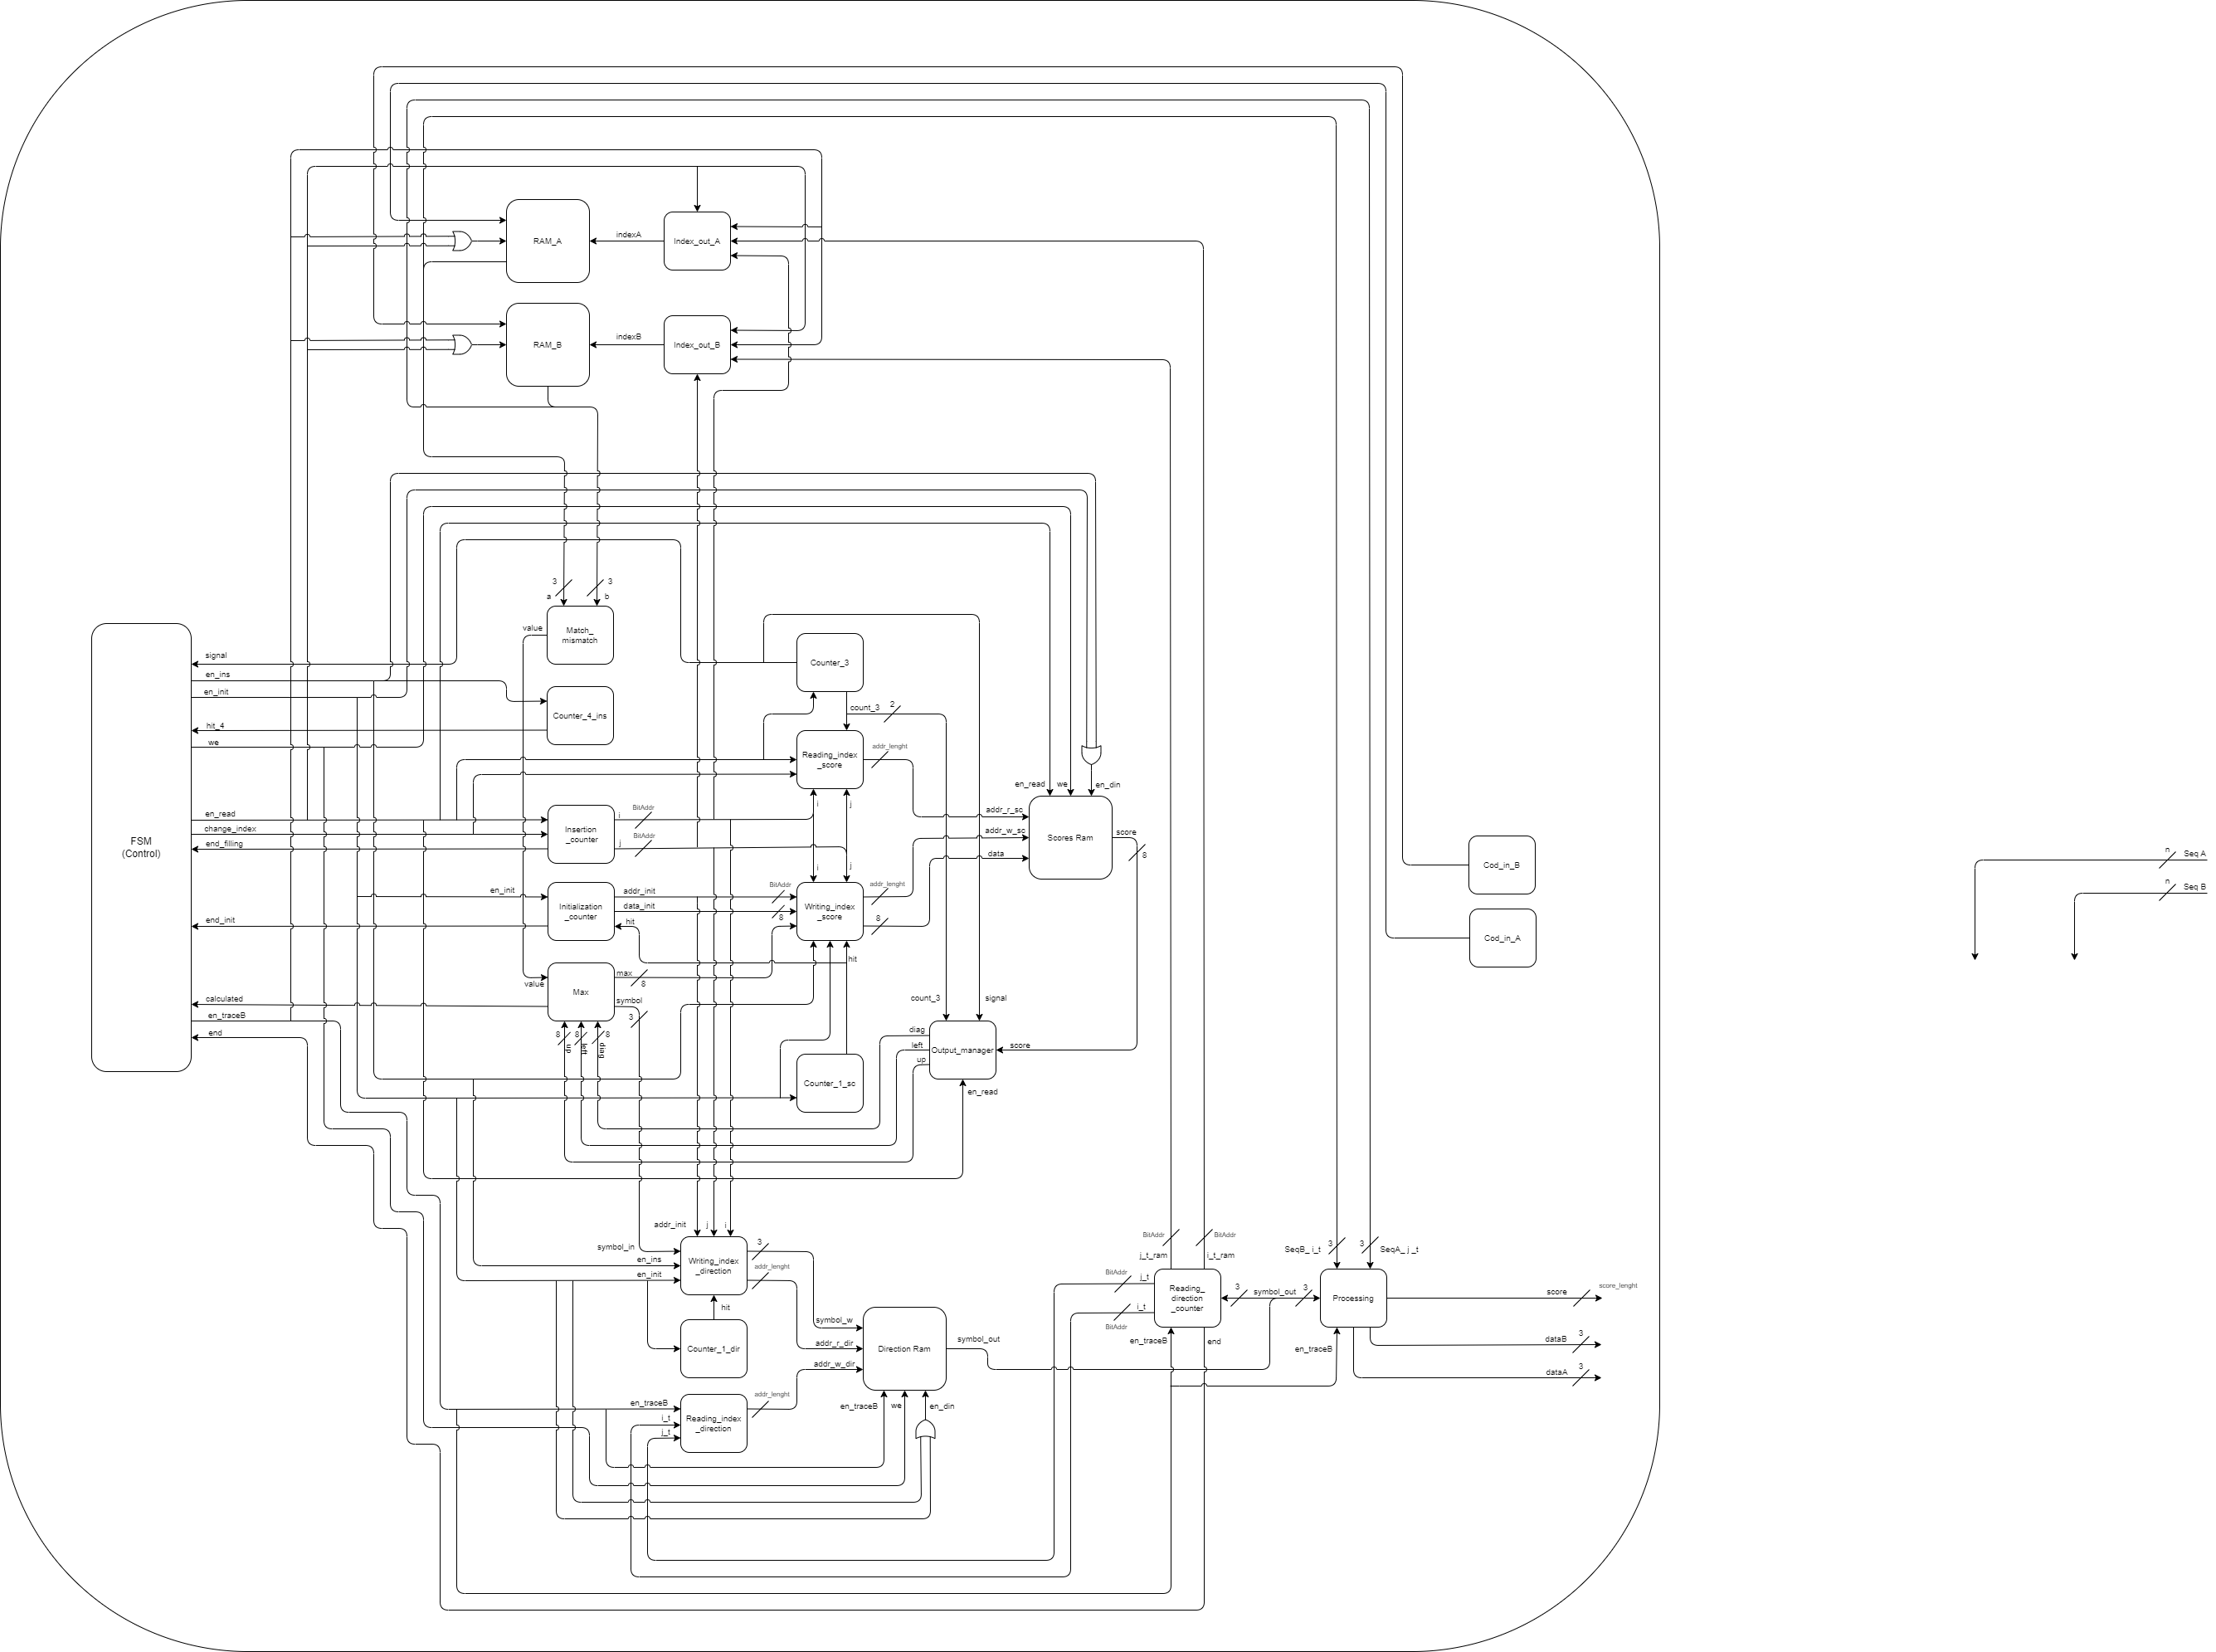 RAM_A
indexA
Index_out_A
RAM_B
indexB
Index_out_B
3
3
a
b
value
Match_
mismatch
signal
en_ins
en_init
hit_4
we
Counter_4_ins
Counter_3
count_3
2
Reading_index
_score
addr_lenght
en_read
we
en_din
FSM
(Control)
en_read
change_index
end_filling
Insertion
_counter
i
BitAddr
j
BitAddr
i
j
i
j
addr_r_sc
addr_w_sc
data
Scores Ram
score
8
en_init
end_init
Initialization
_counter
addr_init
data_init
hit
BitAddr
8
Writing_index
_score
addr_lenght
8
hit
Cod_in_B
Cod_in_A
n
Seq A
n
Seq B
value
Max
max
8
symbol
3
calculated
en_traceB
end
8
up
8
left
8
diag
Counter_1_sc
count_3
signal
diag
left
up
Output_manager
score
en_read
addr_init
j
i
symbol_in
en_ins
en_init
Writing_index
_direction
3
addr_lenght
hit
Counter_1_dir
symbol_w
addr_r_dir
addr_w_dir
Direction Ram
symbol_out
en_traceB
i_t
j_t
Reading_index
_direction
addr_lenght
en_traceB
we
en_din
BitAddr
BitAddr
j_t_ram
i_t_ram
BitAddr
j_t
i_t
BitAddr
Reading_
direction
_counter
en_traceB
end
3
symbol_out
3
SeqB_ i_t
3
3
SeqA_ j _t
Processing
en_traceB
score
score_lenght
dataB
3
dataA
3